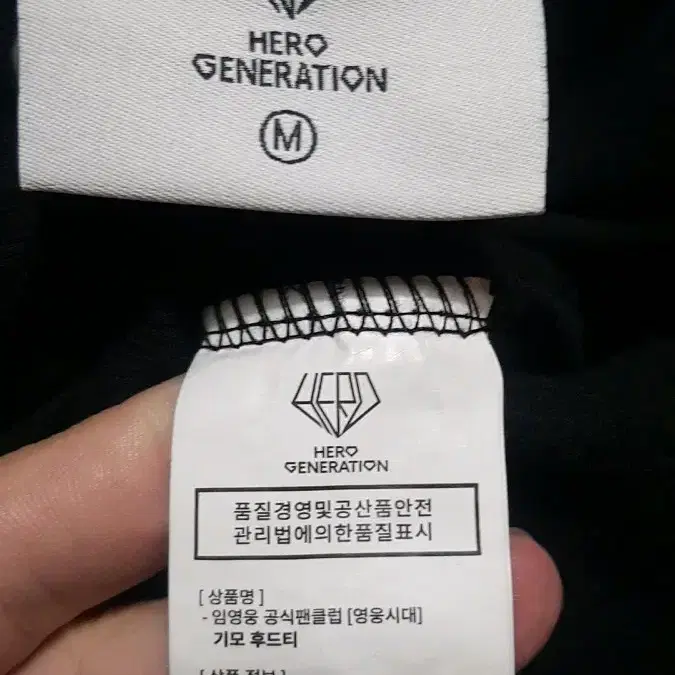 HERO
GENERATION
M
HERO
HERO
GENERATION
품질경영및공산품안전
관리법에의한품질표시
[ 상품명 ]
- 임영웅 공식팬클럽 [영웅시대]
기모 후드티